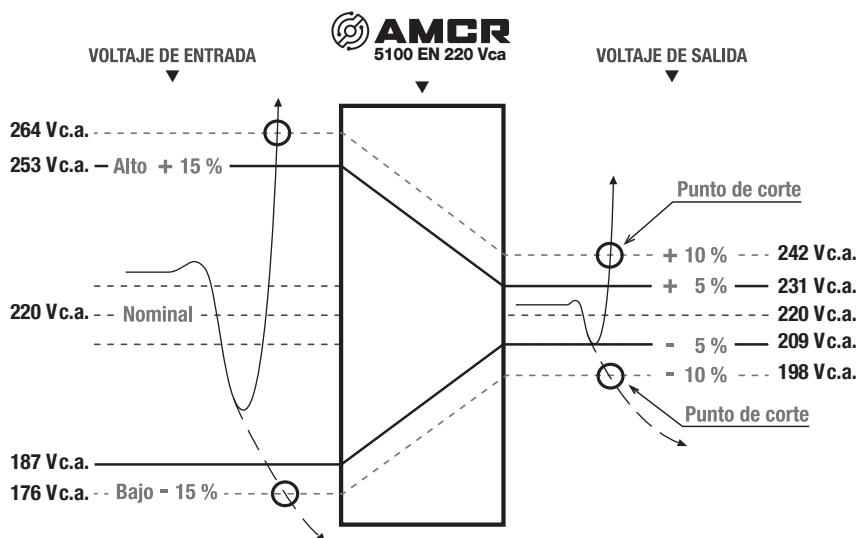 AMCR
5100 EN 220 Vca
VOLTAJE DE ENTRADA
VOLTAJE DE SALIDA
264 Vc.a.
253 Vc.a. Alto + 15 %
220 Vc.a. Nominal
187 Vc.a.
176 Vc.a. Bajo - 15 %
Punto de corte
+ 10 % 242 Vc.a.
+ 5 % 231 Vc.a.
220 Vc.a.
- 5 % 209 Vc.a.
- 10 % 198 Vc.a.
Punto de corte